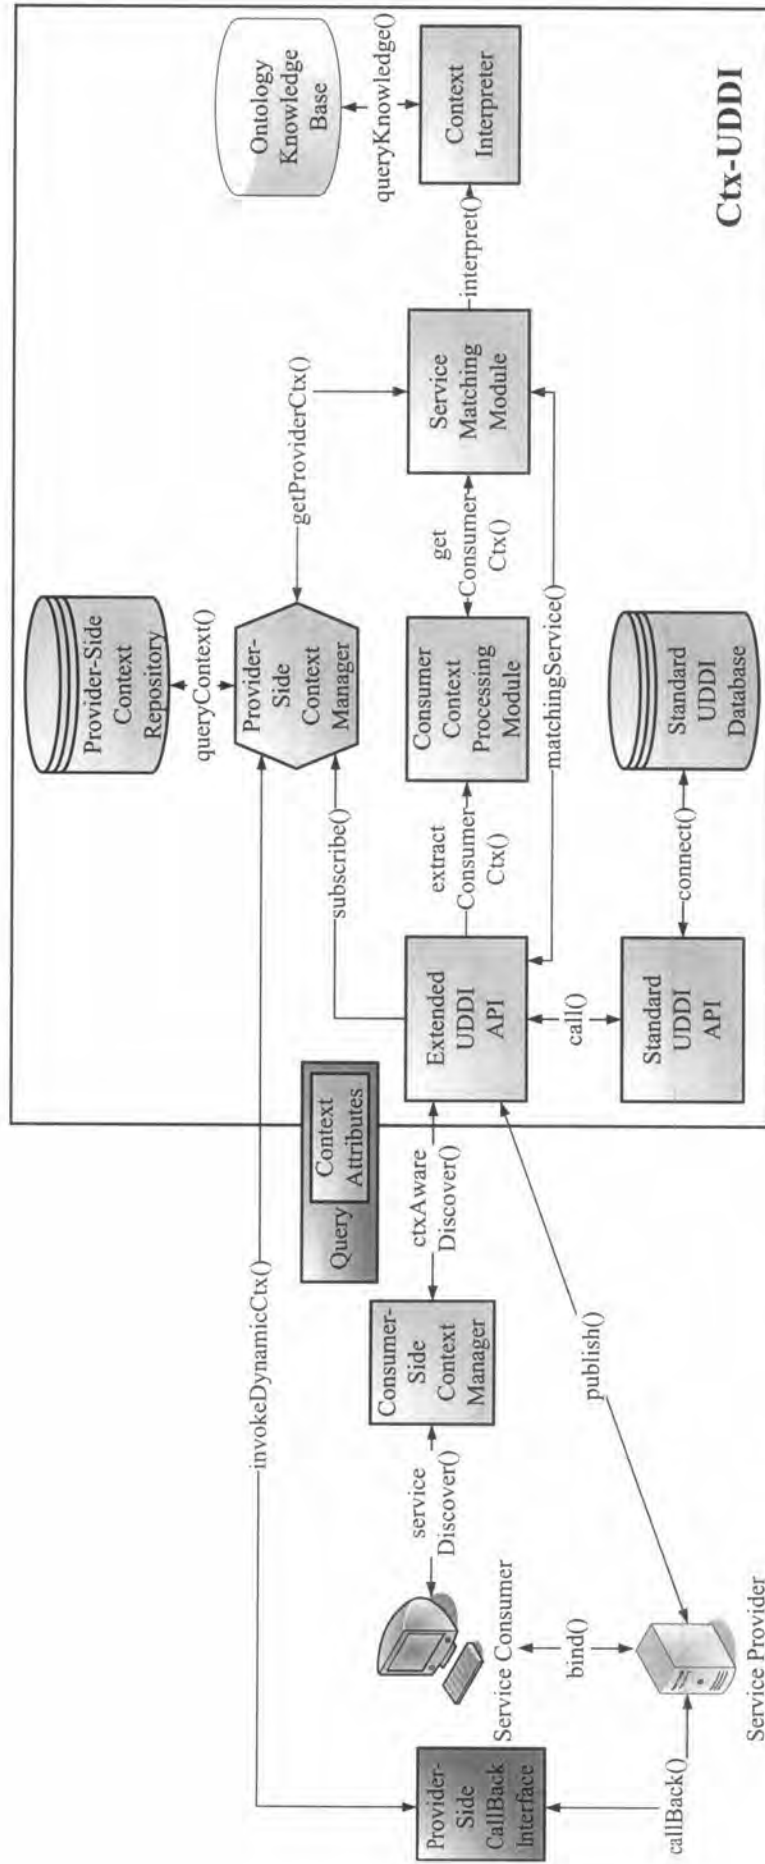 Provider-
Side
CallBack
Interface
callBack()
Service Provider
bind()
Service Consumer
service
Discover()
Consumer-
Side
Context
Manager
ctxAware
Discover()
Query
Context
Attributes
invokeDynamicCtx()
publish()
Extended
UDDI
API
call()
Standard
UDDI
API
connect()
Standard
UDDI
Database
subscribe()
extract
Consumer
Ctx()
Consumer
Context
Processing
Module
Provider-Side
Context
Repository
queryContext()
Provider-
Side
Context
Manager
getProviderCtx()
get
Consumer
Ctx()
matchingService()
Service
Matching
Module
interpret()
Context
Interpreter
queryKnowledge()
Ontology
Knowledge
Base
Ctx-UDDI